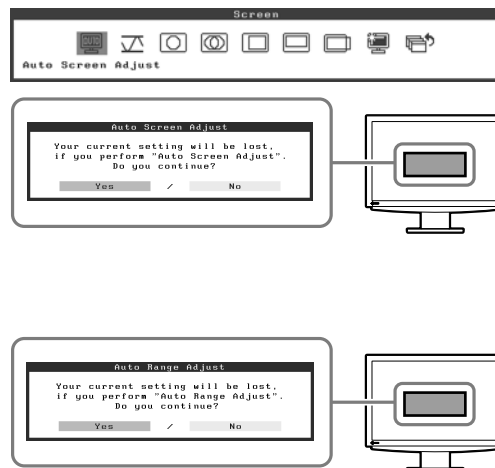 Screen
Auto Screen Adjust
Auto Screen Adjust
Your current setting will be lost,
if you perform "Auto Screen Adjust".
Do you continue?
Yes / No
Auto Range Adjust
Your current setting will be lost,
if you perform "Auto Range Adjust".
Do you continue?
Yes / No